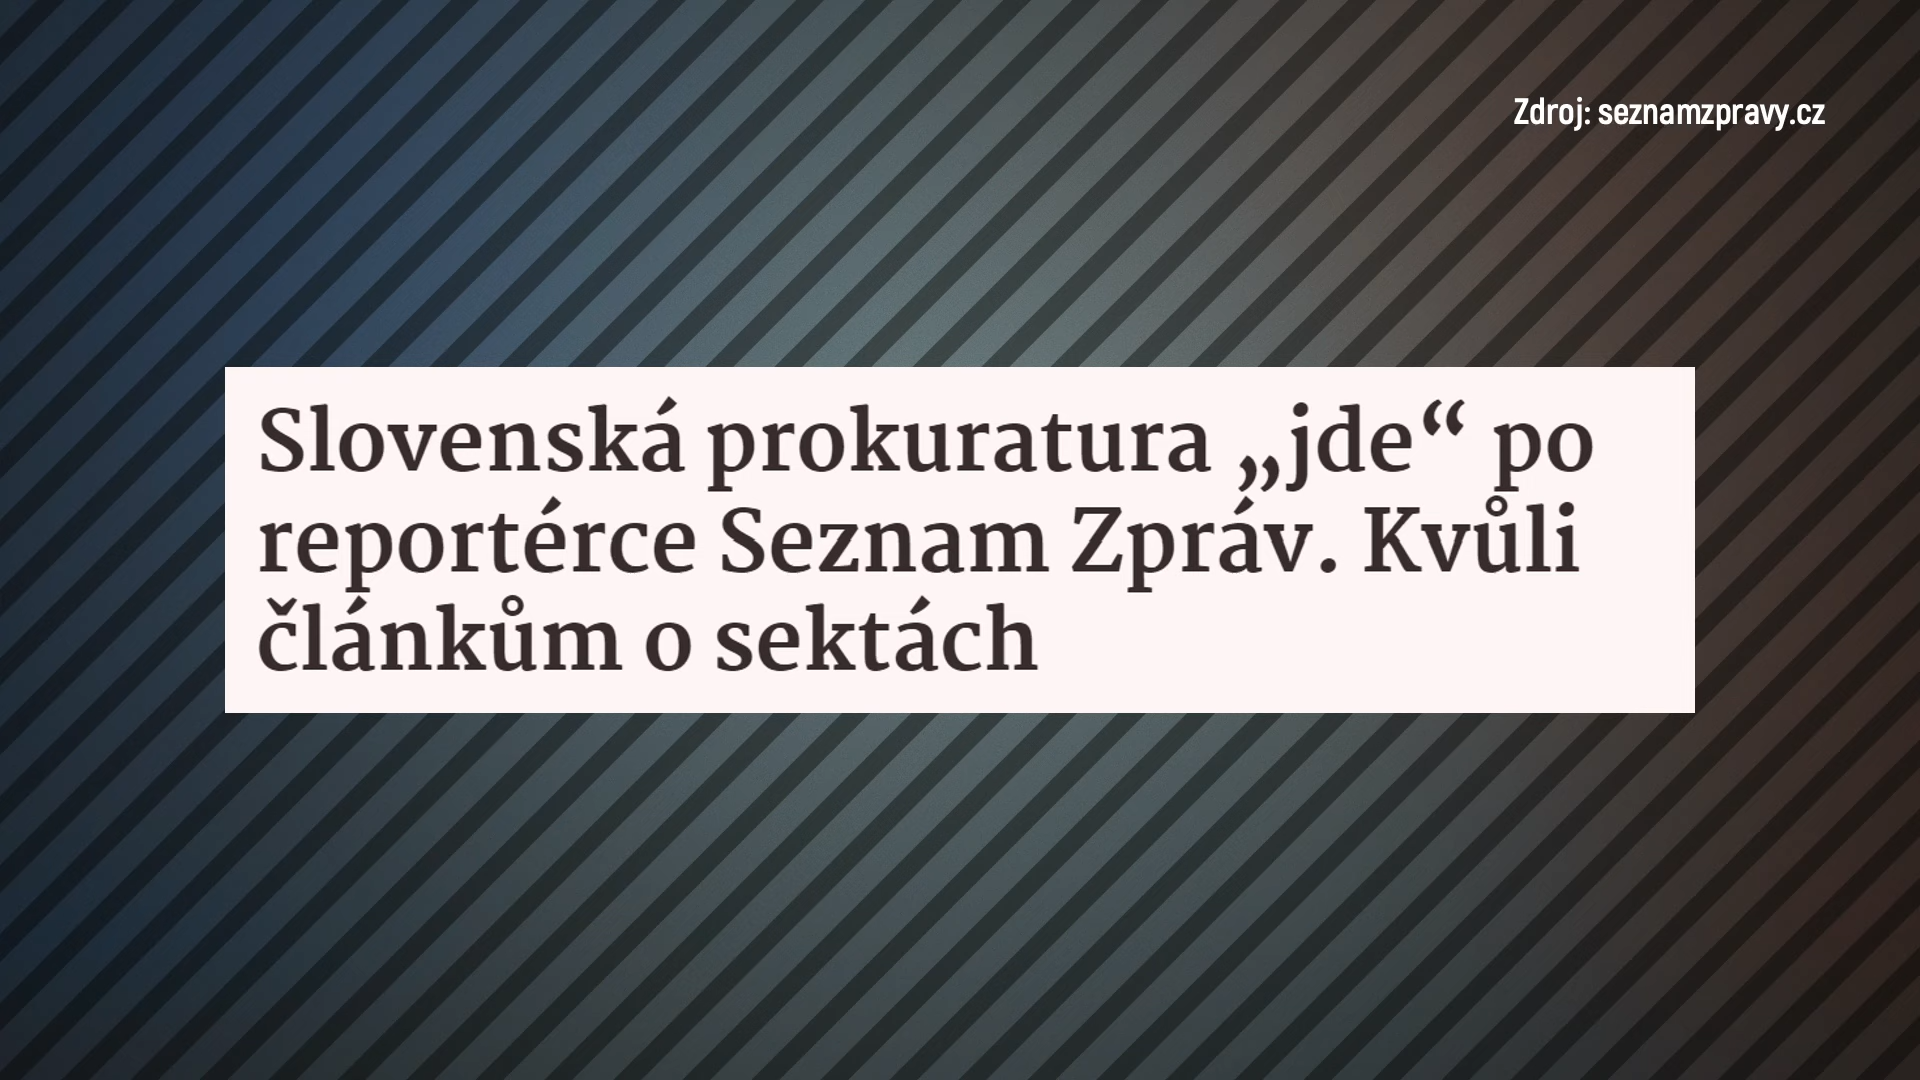 Zdroj: seznamzpravy.cz
Slovenská prokuratura „jde“ po
reportérce Seznam Zpráv. Kvůli
článkům o sektách